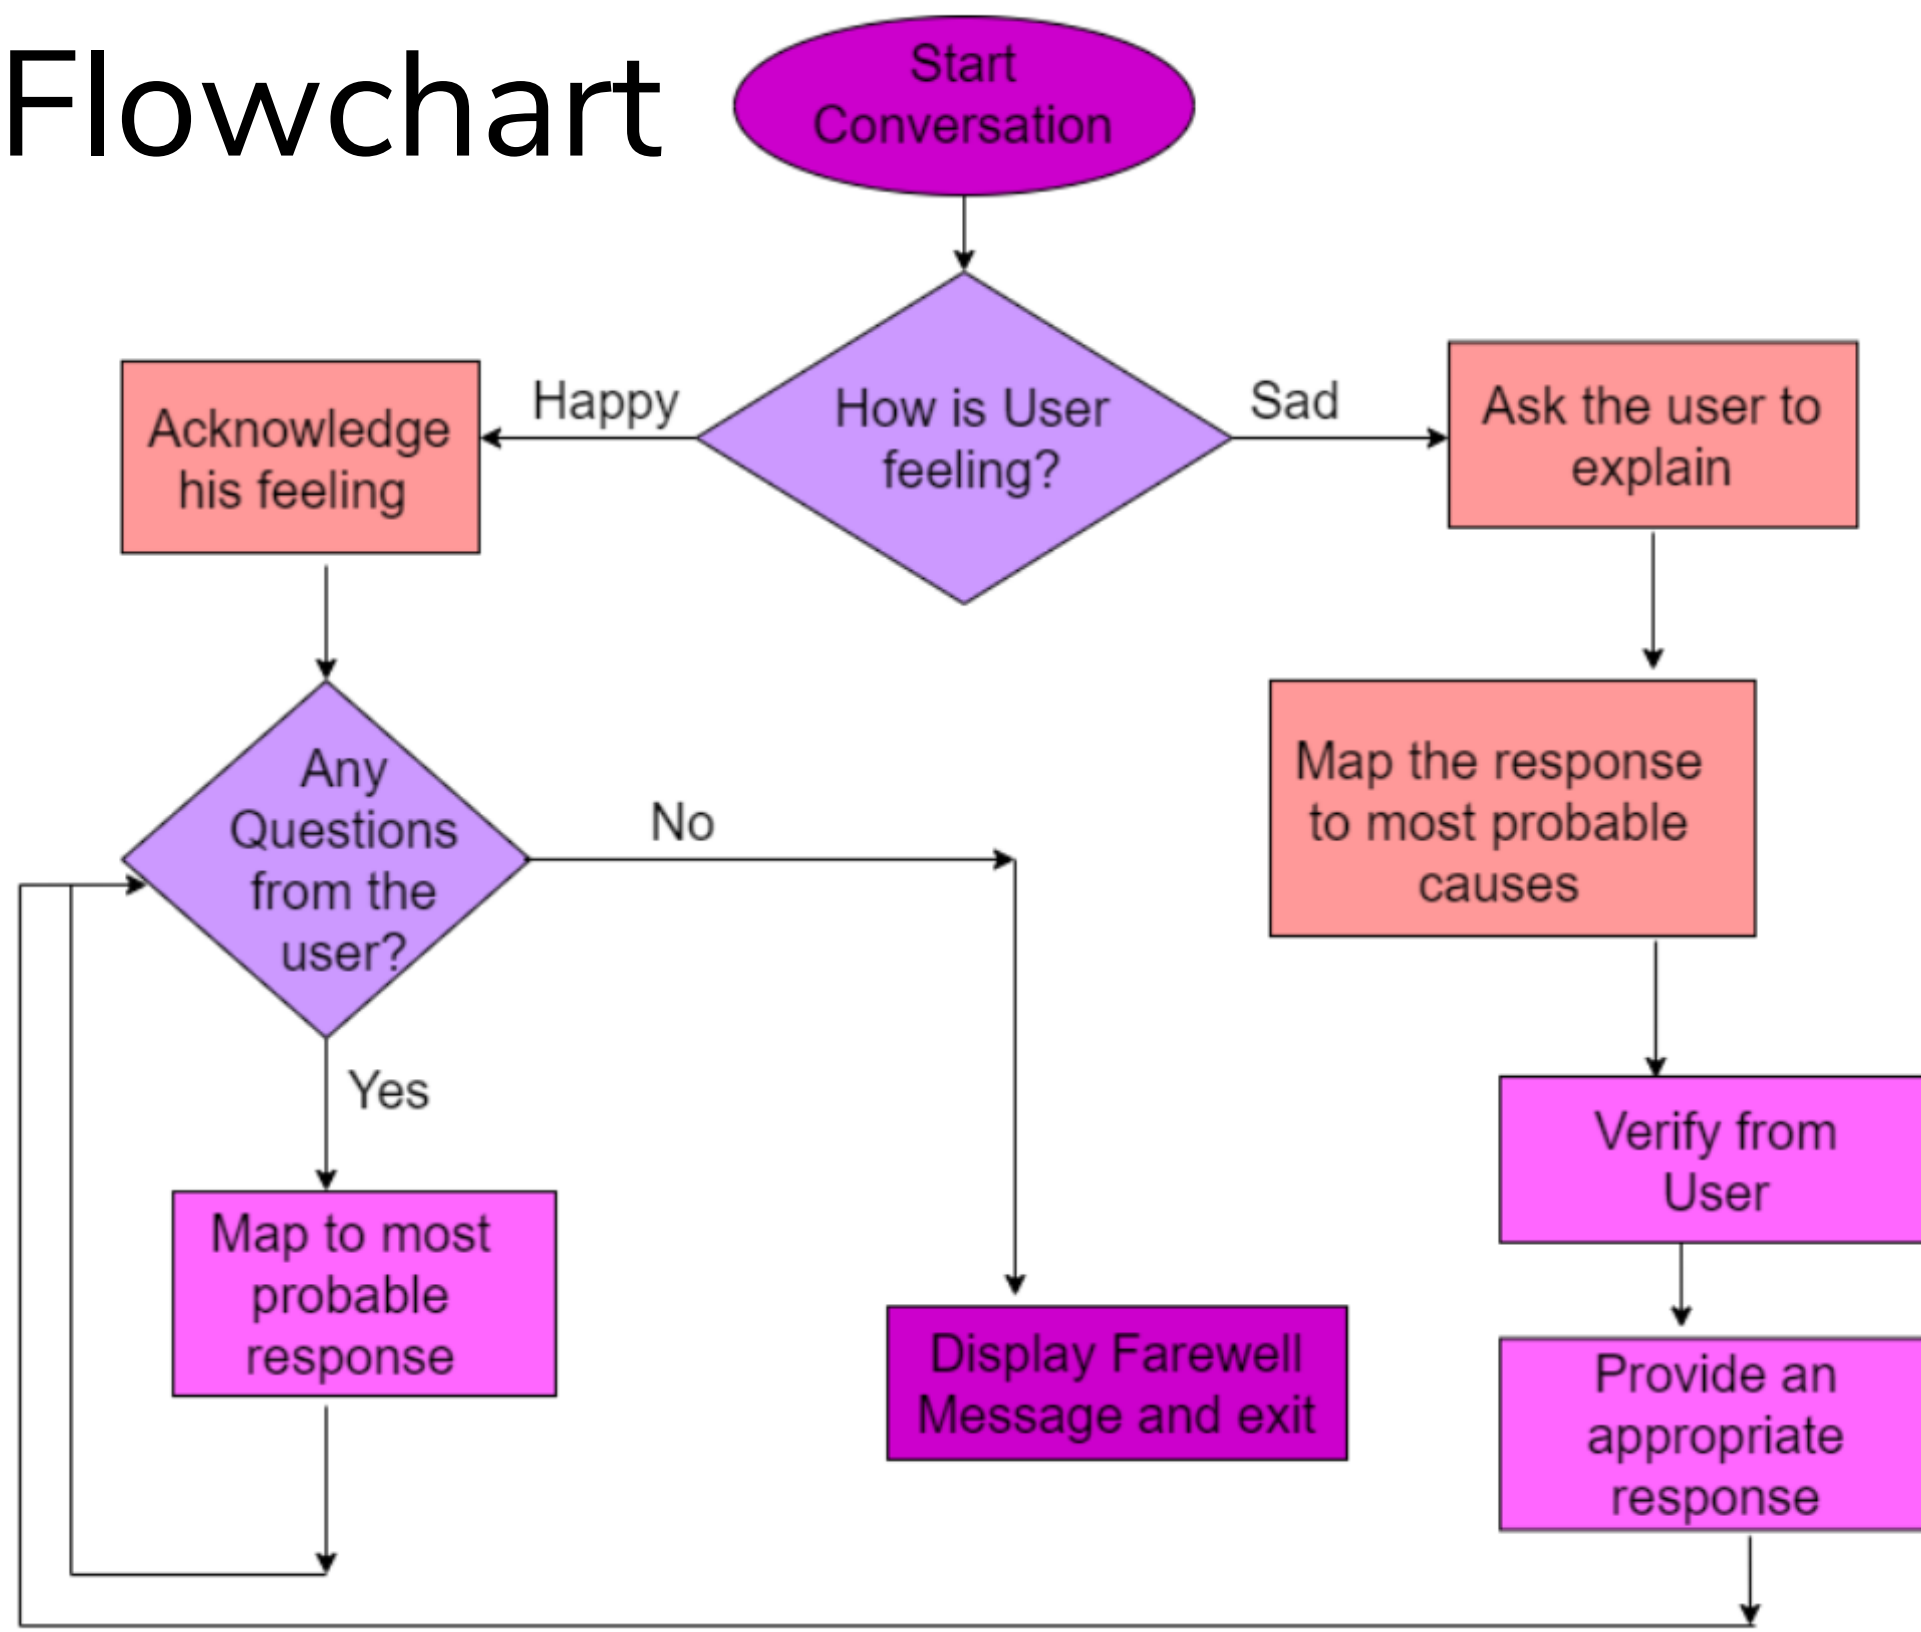 Flowchart
Start
Conversation
How is User
feeling?
Happy
Sad
Acknowledge
his feeling
Ask the user to
explain
Any
Questions
from the
user?
No
Yes
Map the response
to most probable
causes
Map to most
probable
response
Verify from
User
Display Farewell
Message and exit
Provide an
appropriate
response